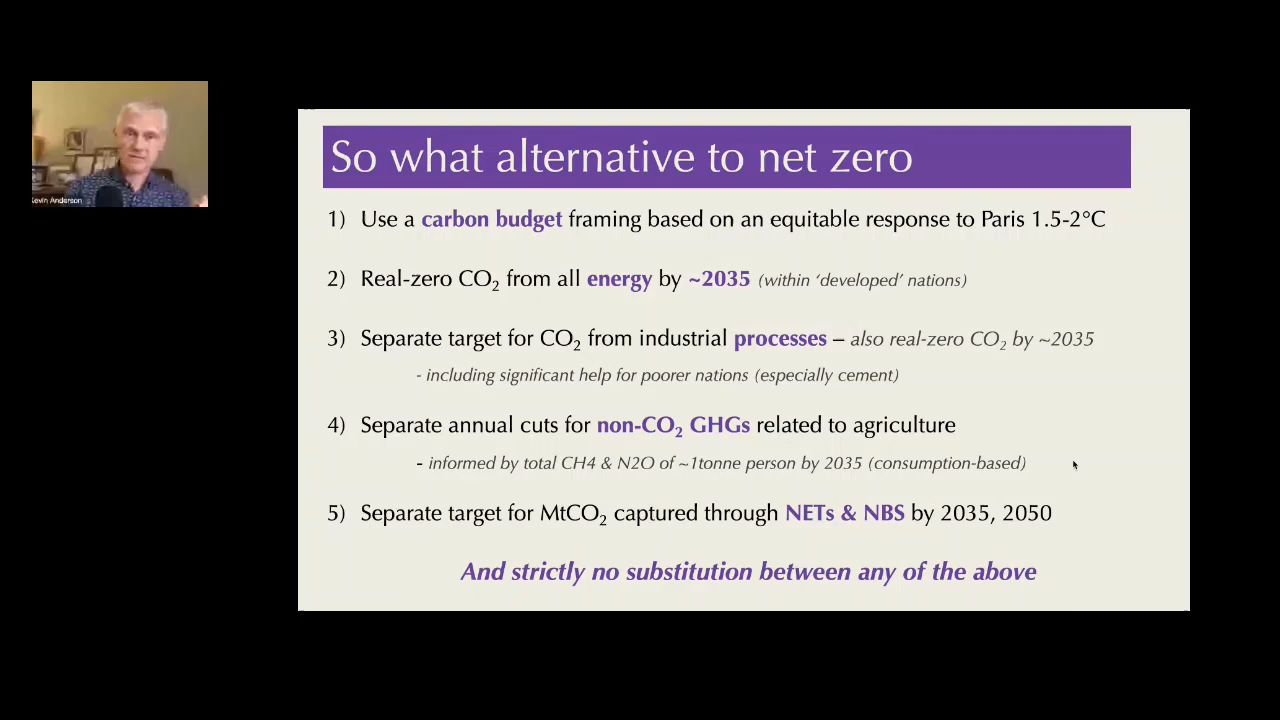 Kevin Anderson
So what alternative to net zero
1) Use a carbon budget framing based on an equitable response to Paris 1.5-2°C
2) Real-zero CO₂ from all energy by ~2035 (within ‘developed’ nations)
3) Separate target for CO₂ from industrial processes – also real-zero CO₂ by ~2035
- including significant help for poorer nations (especially cement)
4) Separate annual cuts for non-CO₂ GHGs related to agriculture
- informed by total CH4 & N2O of ~1tonne person by 2035 (consumption-based)
5) Separate target for MtCO₂ captured through NETs & NBS by 2035, 2050
And strictly no substitution between any of the above